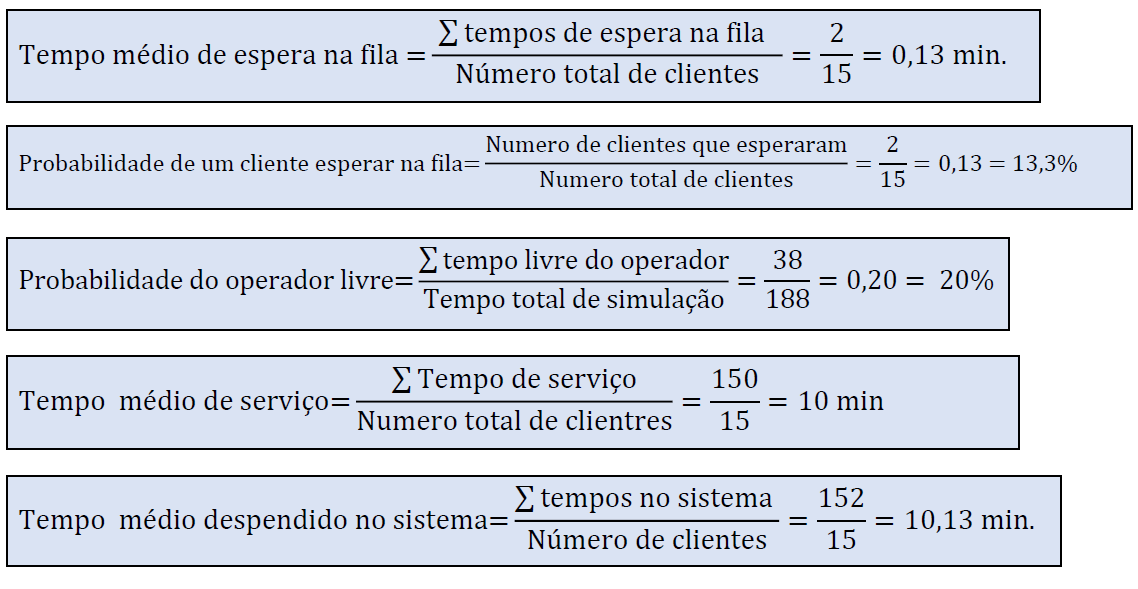 Tempo médio de espera na fila = ∑ tempos de espera na fila / Número total de clientes = 2/15 = 0,13 min.
Probabilidade de um cliente esperar na fila= Numero de clientes que esperaram / Numero total de clientes = 2/15 = 0,13 = 13,3%
Probabilidade do operador livre= ∑ tempo livre do operador / Tempo total de simulação = 38/188 = 0,20 = 20%
Tempo médio de serviço= ∑ Tempo de serviço / Numero total de clientres = 150/15 = 10 min
Tempo médio despendido no sistema= ∑ tempos no sistema / Número de clientes = 152/15 = 10,13 min.